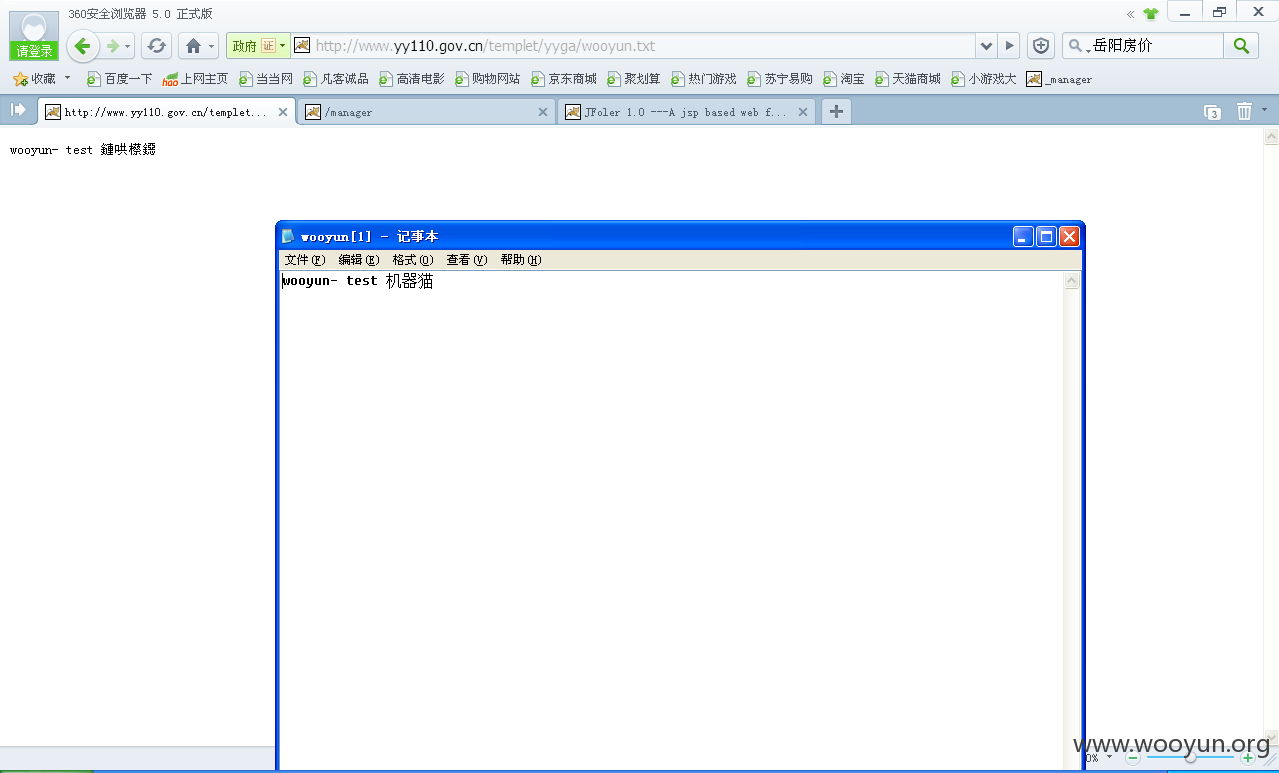 360安全浏览器 5.0 正式版
请登录
政府 证 http://www.yy110.gov.cn/templet/yyga/wooyun.txt 岳阳房价
收藏 百度一下 上网主页 当当网 凡客诚品 高清电影 购物网站 京东商城 聚划算 热门游戏 苏宁易购 淘宝 天猫商城 小游戏大 _manager
http://www.yy110.gov.cn/templet... /manager JFoler 1.0 ---A jsp based web f... 3
wooyun- test
wooyun[1] - 记事本
文件(F) 编辑(E) 格式(O) 查看(V) 帮助(H)
wooyun- test 机器猫
www.wooyun.org
0%